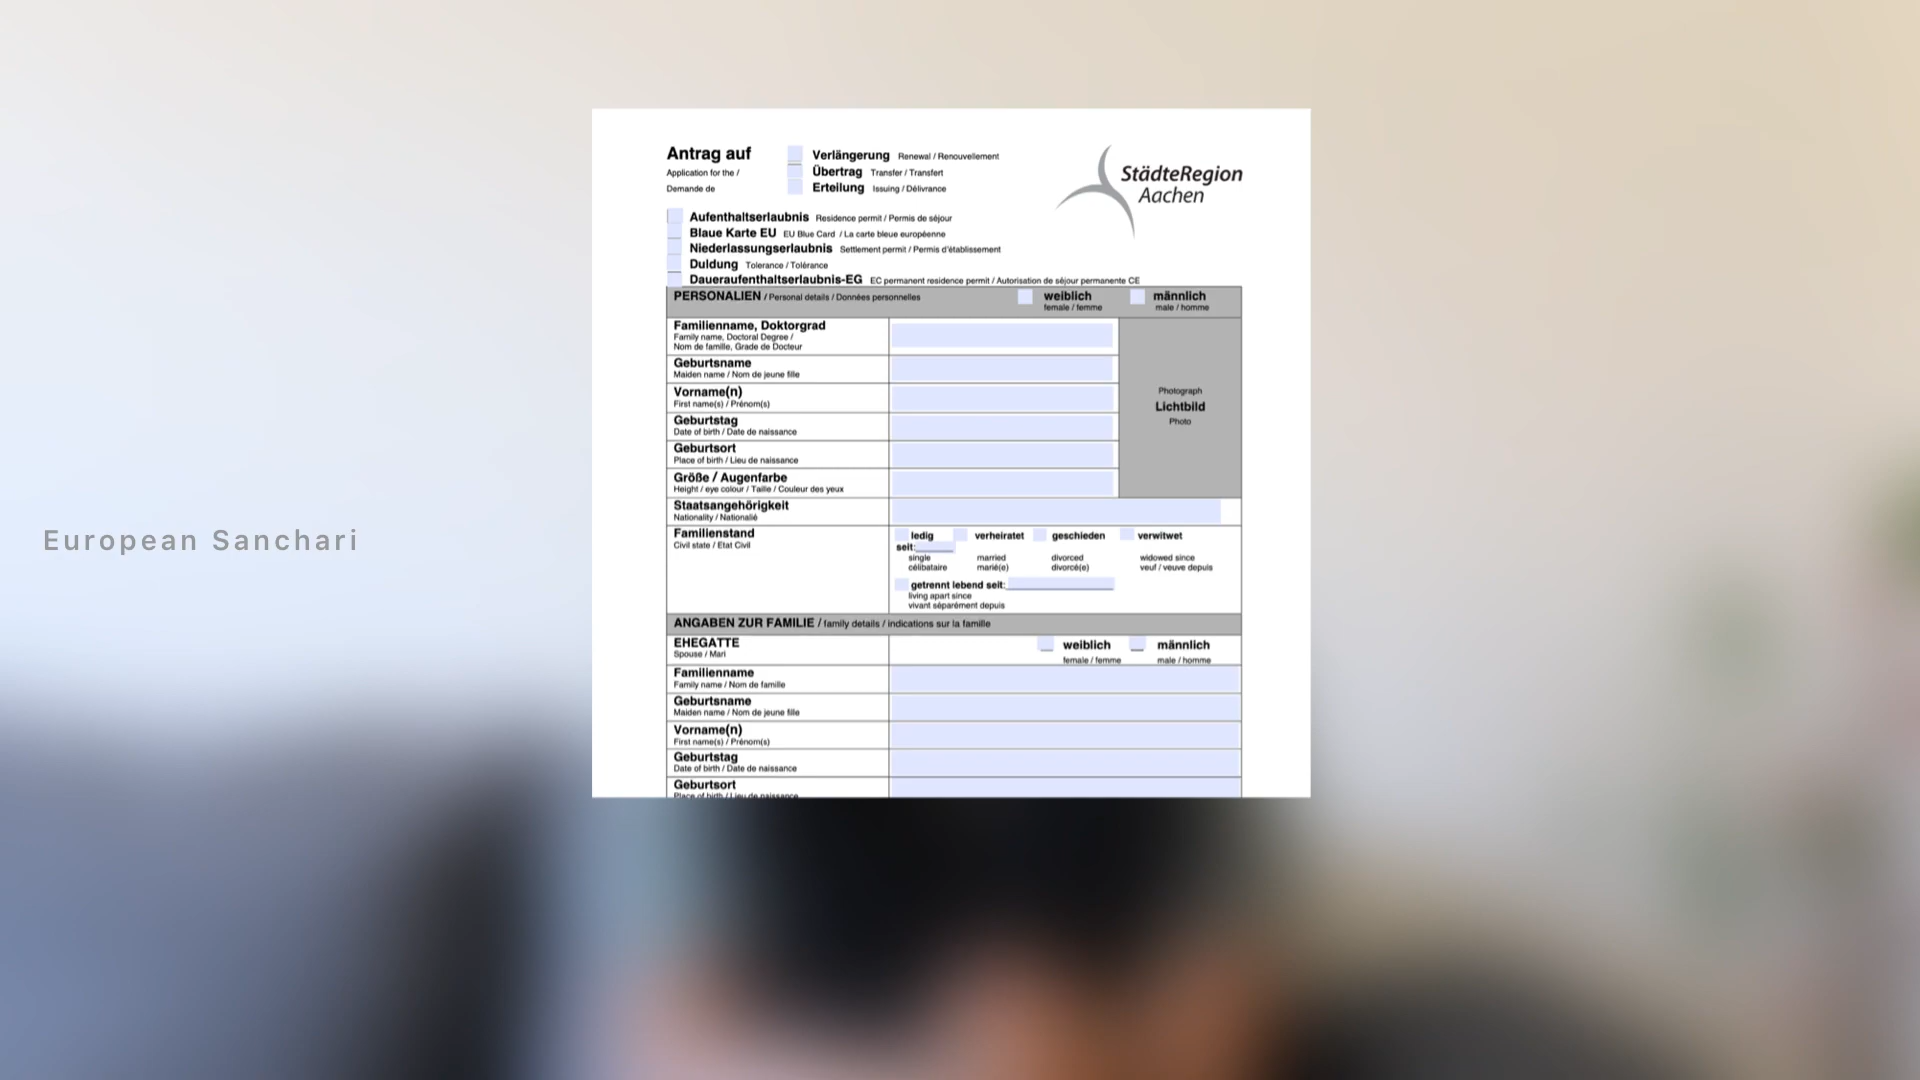 Antrag auf
Application for the /
Demande de
Verlängerung Renewal / Renouvellement
Übertrag Transfer / Transfert
Erteilung Issuing / Délivrance
StädteRegion
Aachen
Aufenthaltserlaubnis Residence permit / Permis de séjour
Blaue Karte EU EU Blue Card / La carte bleue européenne
Niederlassungserlaubnis Settlement permit / Permis d'établissement
Duldung Tolerance / Tolérance
Daueraufenthaltserlaubnis-EG EC permanent residence permit / Autorisation de séjour permanente CE
PERSONALIEN / Personal details / Données personnelles weiblich männlich
female / femme male / homme
Familienname, Doktorgrad
Family name, Doctoral Degree /
Nom de famille, Grade de Docteur
Geburtsname
Maiden name / Nom de jeune fille
Vorname(n)
First name(s) / Prénom(s)
Geburtstag
Date of birth / Date de naissance
Geburtsort
Place of birth / Lieu de naissance
Größe / Augenfarbe
Height / eye colour / Taille / Couleur des yeux
Photograph
Lichtbild
Photo
Staatsangehörigkeit
Nationality / Nationalié
Familienstand
Civil state / Etat Civil
ledig verheiratet geschieden verwitwet
seit:
single married divorced widowed since
célibataire marié(e) divorcé(e) veuf / veuve depuis
getrennt lebend seit:
living apart since
vivant séparément depuis
ANGABEN ZUR FAMILIE / family details / indications sur la famille
EHEGATTE weiblich männlich
Spouse / Mari female / femme male / homme
Familienname
Family name / Nom de famille
Geburtsname
Maiden name / Nom de jeune fille
Vorname(n)
First name(s) / Prénom(s)
Geburtstag
Date of birth / Date de naissance
Geburtsort
Place of birth / Lieu de naissance
European Sanchari